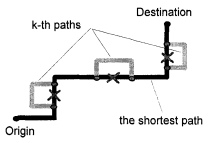 Destination
k-th paths
the shortest path
Origin